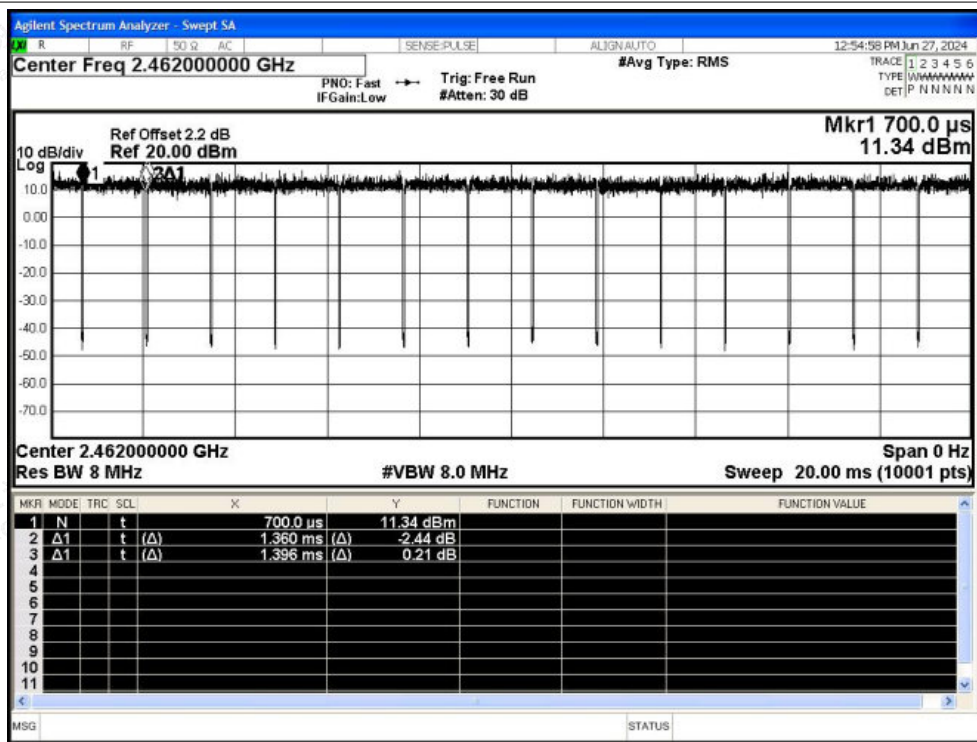 Agilent Spectrum Analyzer - Swept SA
LXI R RF 50 Ω AC SENSE:PULSE ALIGNAUTO 12:54:58 PM Jun 27, 2024
Center Freq 2.462000000 GHz
PNO: Fast
IFGain:Low
Trig: Free Run
#Atten: 30 dB
#Avg Type: RMS
TRACE 1 2 3 4 5 6
TYPE WWWWWW
DET P N N N N N
Mkr1 700.0 µs
11.34 dBm
Ref Offset 2.2 dB
10 dB/div Ref 20.00 dBm
Log
1 2Δ1
10.0
0.00
-10.0
-20.0
-30.0
-40.0
-50.0
-60.0
-70.0
Center 2.462000000 GHz Span 0 Hz
Res BW 8 MHz #VBW 8.0 MHz Sweep 20.00 ms (10001 pts)
MKR MODE TRC SCL X Y FUNCTION FUNCTION WIDTH FUNCTION VALUE
1 N t 700.0 µs 11.34 dBm
2 Δ1 t (Δ) 1.360 ms (Δ) -2.44 dB
3 Δ1 t (Δ) 1.396 ms (Δ) 0.21 dB
4
5
6
7
8
9
10
11
MSG STATUS